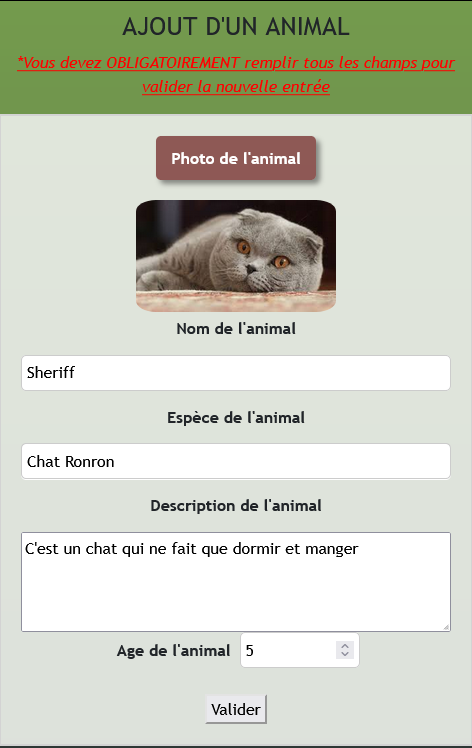 AJOUT D'UN ANIMAL
*Vous devez OBLIGATOIREMENT remplir tous les champs pour
valider la nouvelle entrée
Photo de l'animal
Nom de l'animal
Sheriff
Espèce de l'animal
Chat Ronron
Description de l'animal
C'est un chat qui ne fait que dormir et manger
Age de l'animal 5
Valider